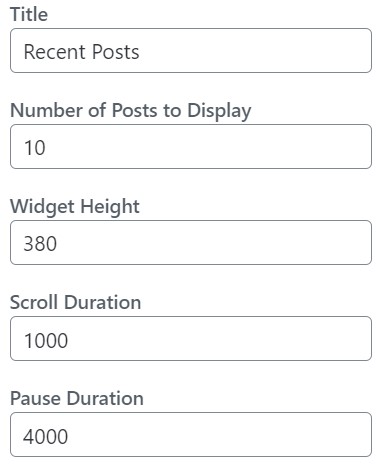 Title
Recent Posts
Number of Posts to Display
10
Widget Height
380
Scroll Duration
1000
Pause Duration
4000